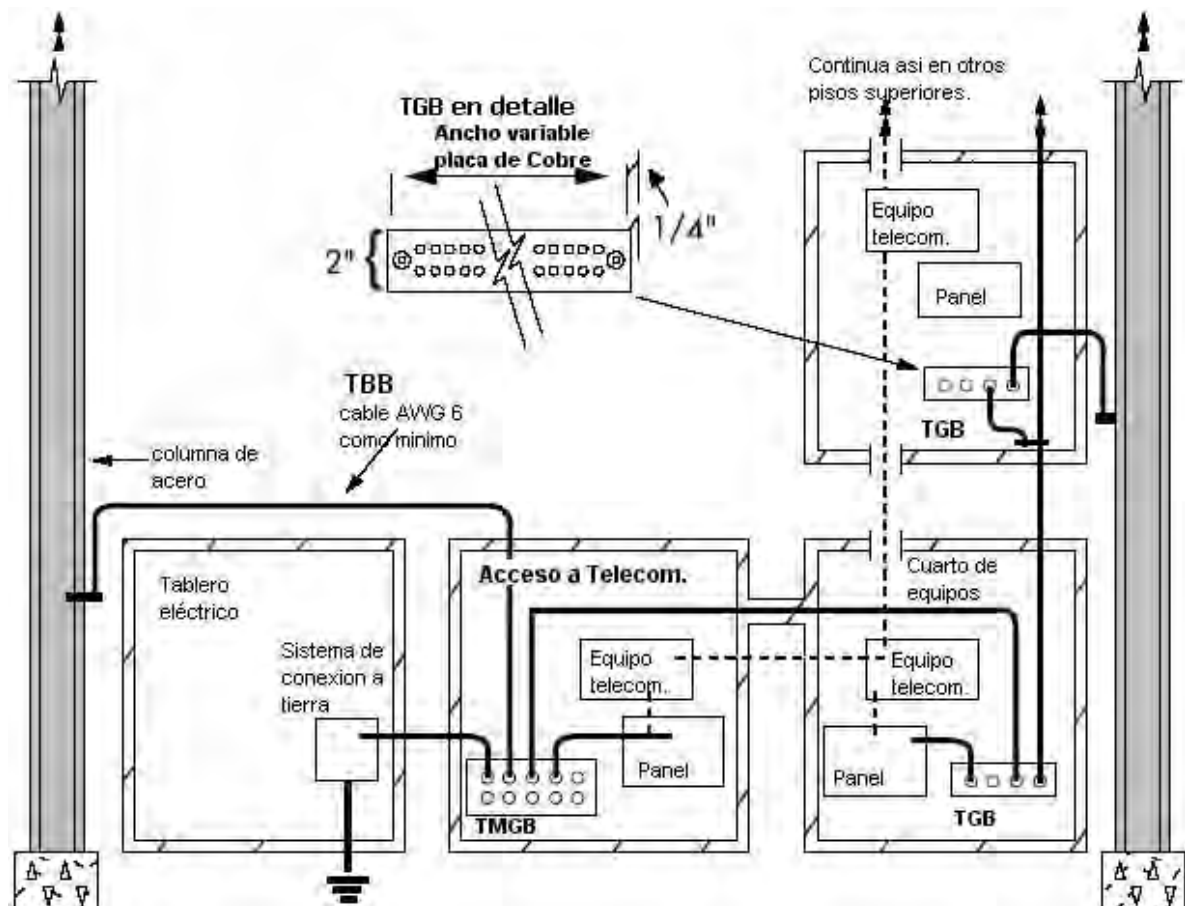 Continua asi en otros
pisos superiores.
TGB en detalle
Ancho variable
placa de Cobre
1/4"
2"
Equipo
telecom.
Panel
TGB
TBB
cable AWG 6
como minimo
columna de
acero
Tablero
eléctrico
Sistema de
conexion a
tierra
Acceso a Telecom.
Equipo
telecom.
Panel
TMGB
Cuarto de
equipos
Equipo
telecom.
Panel
TGB